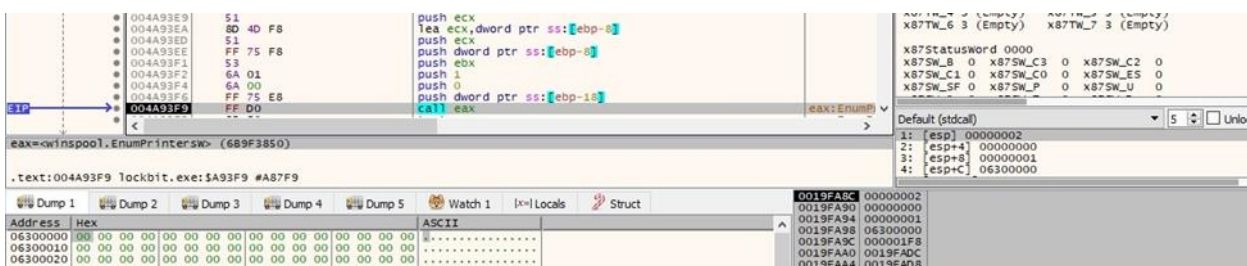 004A93E9 51 push ecx
004A93EA 8D 4D F8 lea ecx,dword ptr ss:[ebp-8]
004A93ED 51 push ecx
004A93EE FF 75 F8 push dword ptr ss:[ebp-8]
004A93F1 53 push ebx
004A93F2 6A 01 push 1
004A93F4 6A 00 push 0
004A93F6 FF 75 E8 push dword ptr ss:[ebp-18]
EIP 004A93F9 FF D0 call eax eax:EnumP
eax=<winspool.EnumPrintersW> (6B9F3850)
.text:004A93F9 lockbit.exe:$A93F9 #A87F9
x87TW_6 3 (Empty) x87TW_7 3 (Empty)
x87StatusWord 0000
x87SW_B 0 x87SW_C3 0 x87SW_C2 0
x87SW_C1 0 x87SW_C0 0 x87SW_ES 0
x87SW_SF 0 x87SW_P 0 x87SW_U 0
Default (stdcall) 5 Unlo
1: [esp] 00000002
2: [esp+4] 00000000
3: [esp+8] 00000001
4: [esp+C] 06300000
Dump 1 Dump 2 Dump 3 Dump 4 Dump 5 Watch 1 [x=] Locals Struct
Address Hex ASCII
06300000 00 00 00 00 00 00 00 00 00 00 00 00 00 00 00 00 ................
06300010 00 00 00 00 00 00 00 00 00 00 00 00 00 00 00 00 ................
06300020 00 00 00 00 00 00 00 00 00 00 00 00 00 00 00 00 ................
0019FA8C 00000002
0019FA90 00000000
0019FA94 00000001
0019FA98 06300000
0019FA9C 000001F8
0019FAA0 0019FADC
0019FAA4 0019FAD8